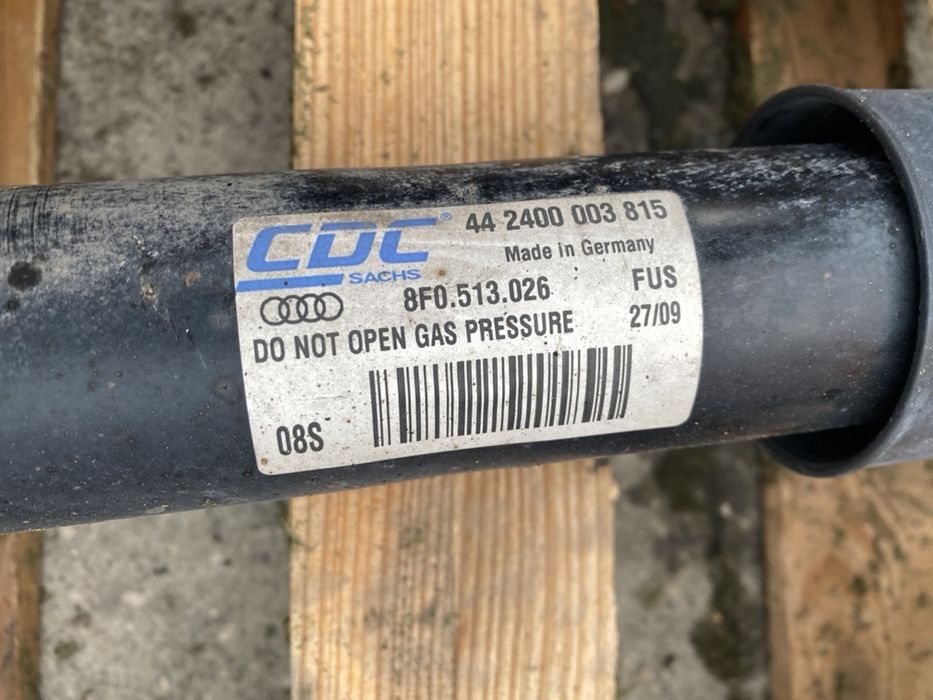 CDC® 44 2400 003 815
SACHS Made in Germany
8F0.513.026 FUS
DO NOT OPEN GAS PRESSURE 27/09
08S